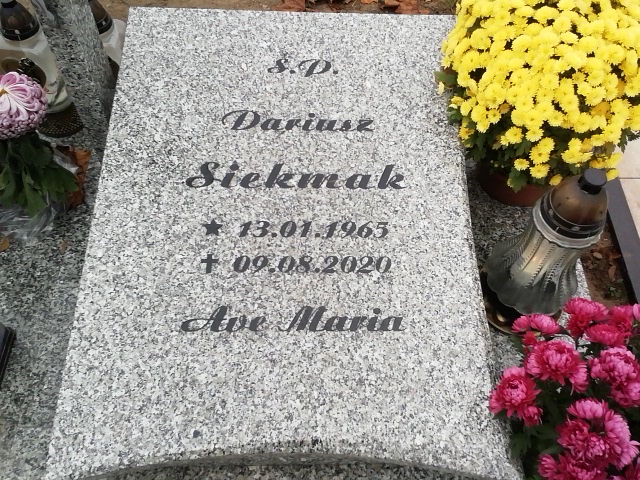 Ś.P.
Dariusz
Siekmak
★ 13.01.1965
✝ 09.08.2020
Ave Maria